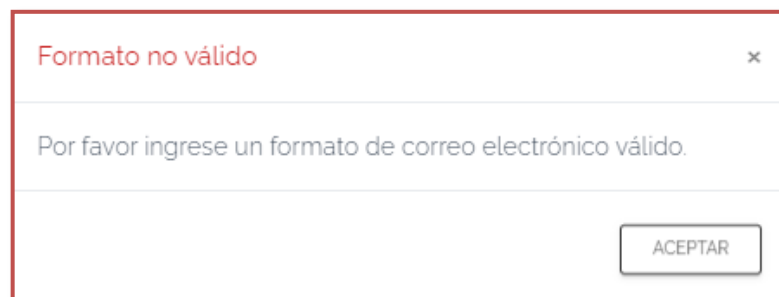 Formato no válido
×
Por favor ingrese un formato de correo electrónico válido.
ACEPTAR